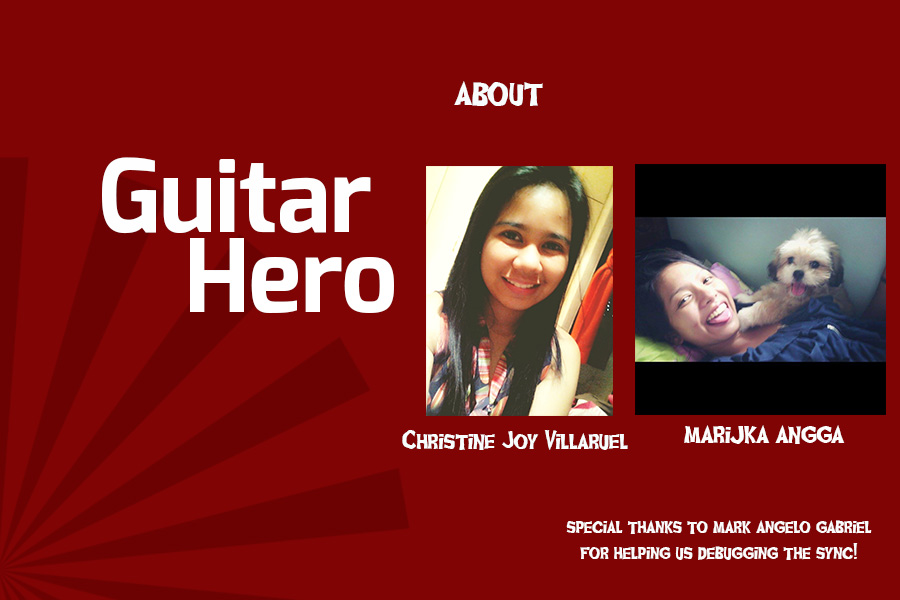 ABOUT
Guitar
Hero
Christine Joy Villaruel
MARIJKA ANGGA
SPECIAL THANKS TO MARK ANGELO GABRIEL
FOR HELPING US DEBUGGING THE SYNC!